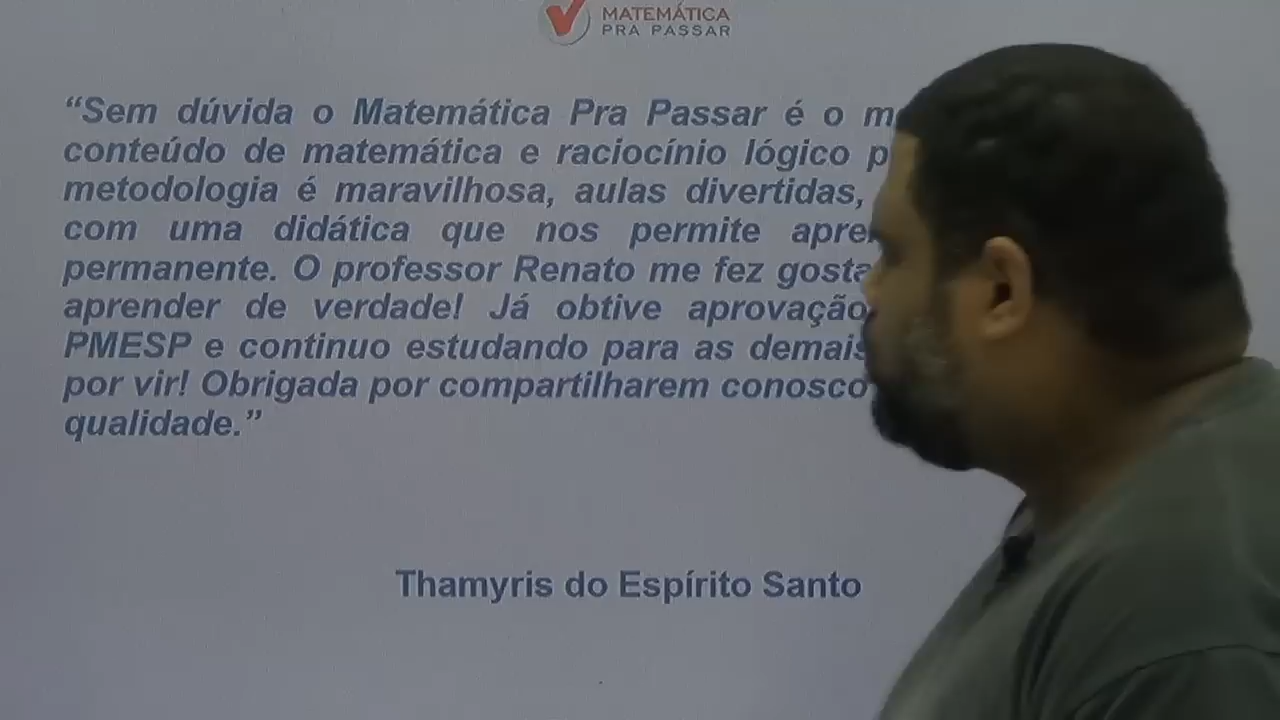 MATEMÁTICA
PRA PASSAR
“Sem dúvida o Matemática Pra Passar é o
conteúdo de matemática e raciocínio lógico
metodologia é maravilhosa, aulas divertidas,
com uma didática que nos permite
permanente. O professor Renato me fez
aprender de verdade! Já obtive aprovação
PMESP e continuo estudando para as demais
por vir! Obrigada por compartilharem conosco
qualidade.”
Thamyris do Espírito Santo